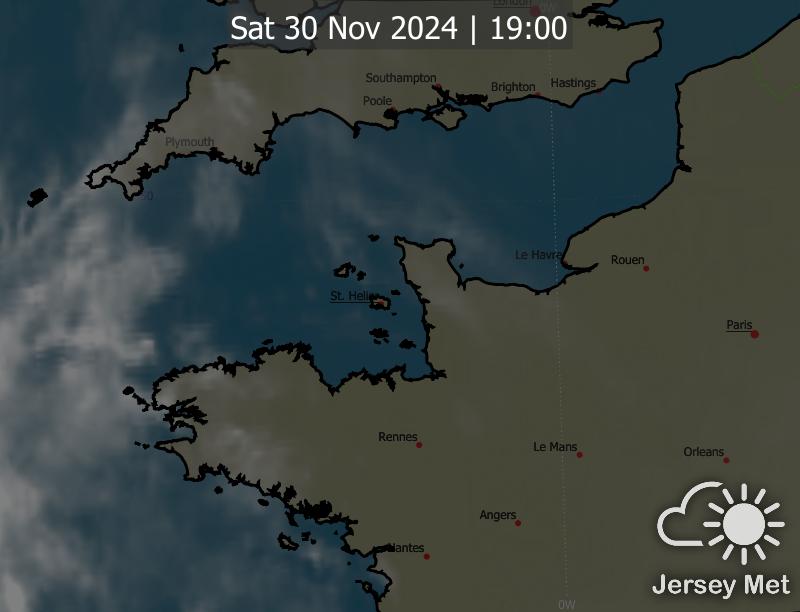 London
0W
Sat 30 Nov 2024 | 19:00
Southampton
Brighton
Hastings
Poole
Plymouth
50
Le Havre
Rouen
St. Helier
Paris
Rennes
Le Mans
Orleans
Angers
Nantes
Jersey Met
0W